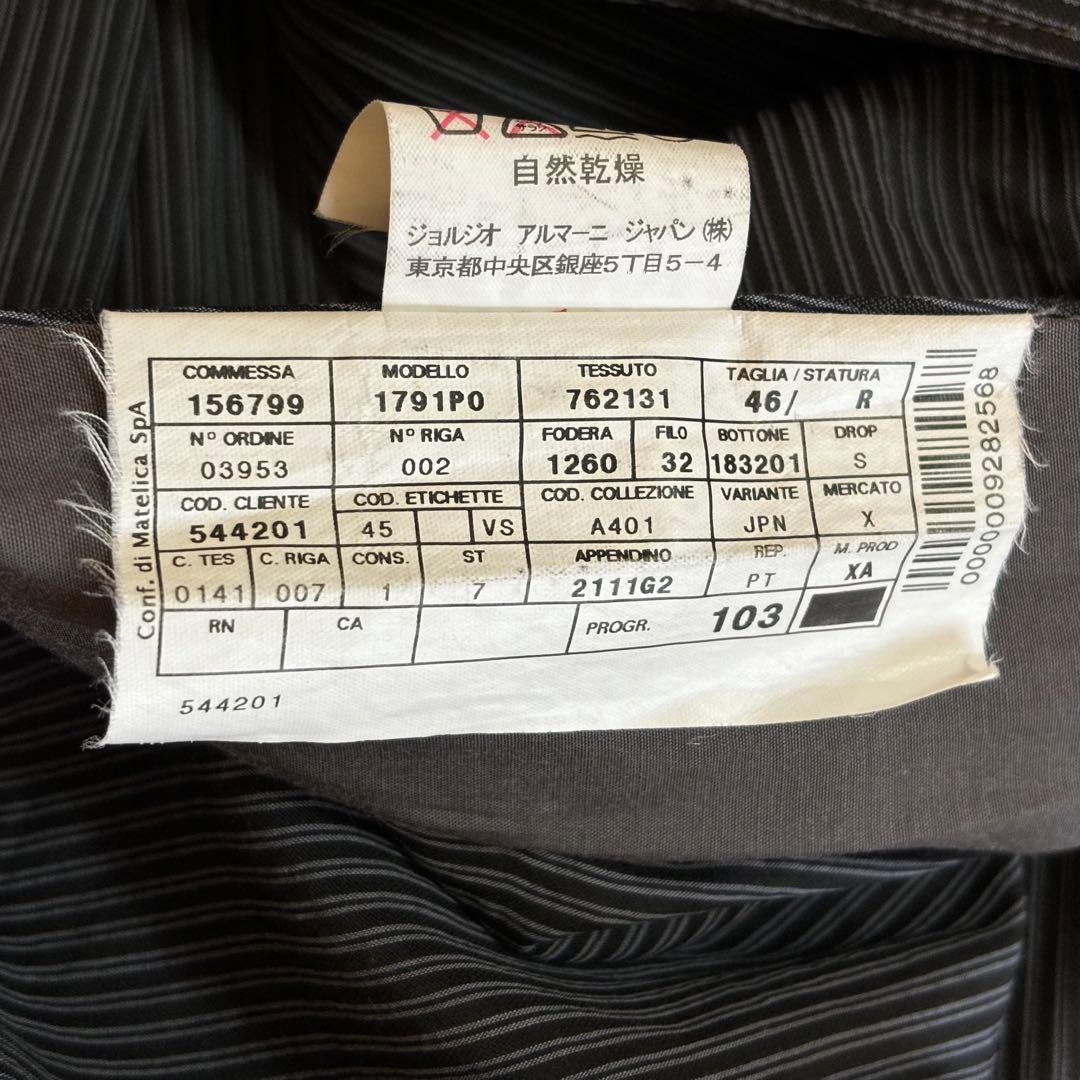 自然乾燥
ジョルジオ アルマーニ ジャパン(株)
東京都中央区銀座5丁目5-4
Conf. di Matelica SpA
COMMESSA MODELLO TESSUTO TAGLIA / STATURA
156799 1791P0 762131 46/ R
Nº ORDINE Nº RIGA FODERA FILO BOTTONE DROP
03953 002 1260 32 183201 S
COD. CLIENTE COD. ETICHETTE COD. COLLEZIONE VARIANTE MERCATO
544201 45 VS A401 JPN X
C. TES C. RIGA CONS. ST APPENDINO REP. M. PROD
0141 007 1 7 2111G2 PT XA
RN CA PROGR. 103
544201
0000009282568